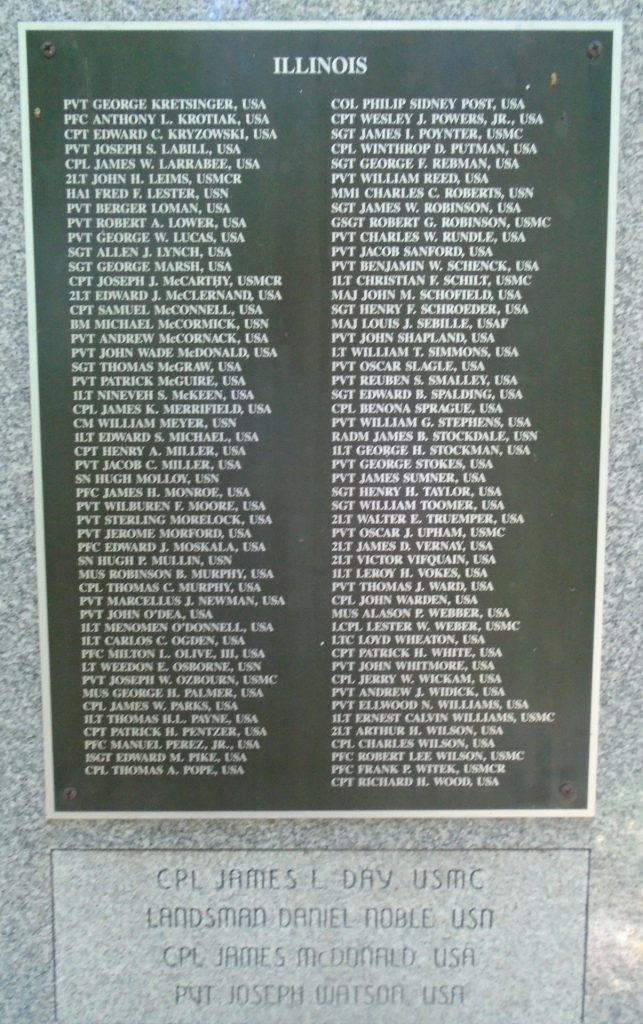 ILLINOIS
PVT GEORGE KRETSINGER, USA
PFC ANTHONY L. KROTIAK, USA
CPT EDWARD C. KRYZOWSKI, USA
PVT JOSEPH S. LABILL, USA
CPL JAMES W. LARRABEE, USA
2LT JOHN H. LEIMS, USMCR
HA1 FRED F. LESTER, USN
PVT BERGER LOMAN, USA
PVT ROBERT A. LOWER, USA
PVT GEORGE W. LUCAS, USA
SGT ALLEN J. LYNCH, USA
SGT GEORGE MARSH, USA
CPT JOSEPH J. McCARTHY, USMCR
2LT EDWARD J. McCLERNAND, USA
CPT SAMUEL McCONNELL, USA
BM MICHAEL McCORMICK, USN
PVT ANDREW McCORNACK, USA
PVT JOHN WADE McDONALD, USA
SGT THOMAS McGRAW, USA
PVT PATRICK McGUIRE, USA
1LT NINEVEH S. McKEEN, USA
CPL JAMES K. MERRIFIELD, USA
CM WILLIAM MEYER, USN
1LT EDWARD S. MICHAEL, USA
CPT HENRY A. MILLER, USA
PVT JACOB C. MILLER, USA
SN HUGH MOLLOY, USN
PFC JAMES H. MONROE, USA
PVT WILBUREN F. MOORE, USA
PVT STERLING MORELOCK, USA
PVT JEROME MORFORD, USA
PFC EDWARD J. MOSKALA, USA
SN HUGH P. MULLIN, USN
MUS ROBINSON B. MURPHY, USA
CPL THOMAS C. MURPHY, USA
PVT MARCELLUS J. NEWMAN, USA
PVT JOHN O'DEA, USA
1LT MENOMEN O'DONNELL, USA
1LT CARLOS C. OGDEN, USA
PFC MILTON L. OLIVE, III, USA
LT WEEDON E. OSBORNE, USN
PVT JOSEPH W. OZBOURN, USMC
MUS GEORGE H. PALMER, USA
CPL JAMES W. PARKS, USA
1LT THOMAS H.L. PAYNE, USA
CPT PATRICK H. PENTZER, USA
PFC MANUEL PEREZ, JR., USA
1SGT EDWARD M. PIKE, USA
CPL THOMAS A. POPE, USA
COL PHILIP SIDNEY POST, USA
CPT WESLEY J. POWERS, JR., USA
SGT JAMES I. POYNTER, USMC
CPL WINTHROP D. PUTMAN, USA
SGT GEORGE F. REBMAN, USA
PVT WILLIAM REED, USA
MM1 CHARLES C. ROBERTS, USN
SGT JAMES W. ROBINSON, USA
GSGT ROBERT G. ROBINSON, USMC
PVT CHARLES W. RUNDLE, USA
PVT JACOB SANFORD, USA
PVT BENJAMIN W. SCHENCK, USA
1LT CHRISTIAN F. SCHILT, USMC
MAJ JOHN M. SCHOFIELD, USA
SGT HENRY F. SCHROEDER, USA
MAJ LOUIS J. SEBILLE, USAF
PVT JOHN SHAPLAND, USA
LT WILLIAM T. SIMMONS, USA
PVT OSCAR SLAGLE, USA
PVT REUBEN S. SMALLEY, USA
SGT EDWARD B. SPALDING, USA
CPL BENONA SPRAGUE, USA
PVT WILLIAM G. STEPHENS, USA
RADM JAMES B. STOCKDALE, USN
1LT GEORGE H. STOCKMAN, USA
PVT GEORGE STOKES, USA
PVT JAMES SUMNER, USA
SGT HENRY H. TAYLOR, USA
SGT WILLIAM TOOMER, USA
2LT WALTER E. TRUEMPER, USA
PVT OSCAR J. UPHAM, USMC
2LT JAMES D. VERNAY, USA
2LT VICTOR VIFQUAIN, USA
1LT LEROY H. VOKES, USA
PVT THOMAS J. WARD, USA
CPL JOHN WARDEN, USA
MUS ALASON P. WEBBER, USA
LCPL LESTER W. WEBER, USMC
LTC LOYD WHEATON, USA
CPT PATRICK H. WHITE, USA
PVT JOHN WHITMORE, USA
CPL JERRY W. WICKAM, USA
PVT ANDREW J. WIDICK, USA
PVT ELLWOOD N. WILLIAMS, USA
1LT ERNEST CALVIN WILLIAMS, USMC
2LT ARTHUR H. WILSON, USA
CPL CHARLES WILSON, USA
PFC ROBERT LEE WILSON, USMC
PFC FRANK P. WITEK, USMCR
CPT RICHARD H. WOOD, USA
CPL JAMES L DAY, USMC
LANDSMAN DANIEL NOBLE, USN
CPL JAMES McDONALD, USA
PVT JOSEPH WATSON, USA